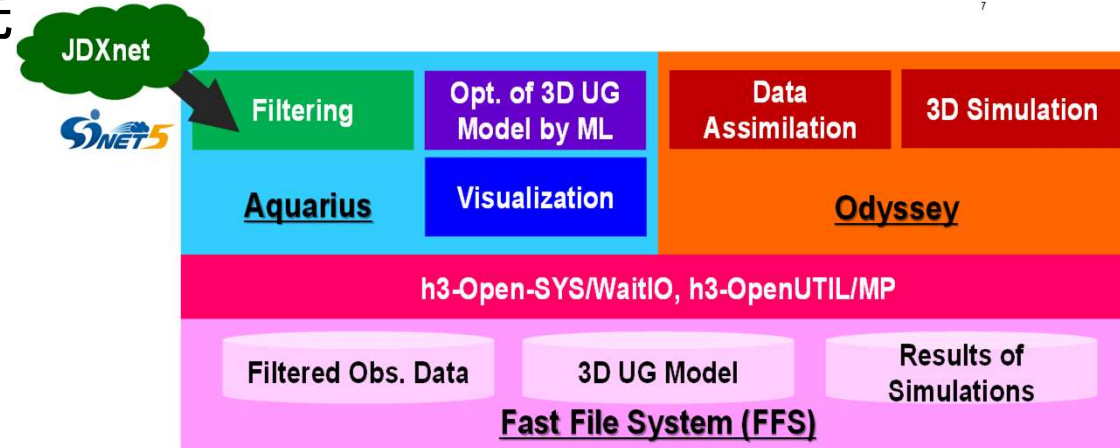 7
JDXnet
SINET5
Filtering
Opt. of 3D UG
Model by ML
Data
Assimilation
3D Simulation
Aquarius
Visualization
Odyssey
h3-Open-SYS/WaitIO, h3-OpenUTIL/MP
Filtered Obs. Data
3D UG Model
Results of
Simulations
Fast File System (FFS)